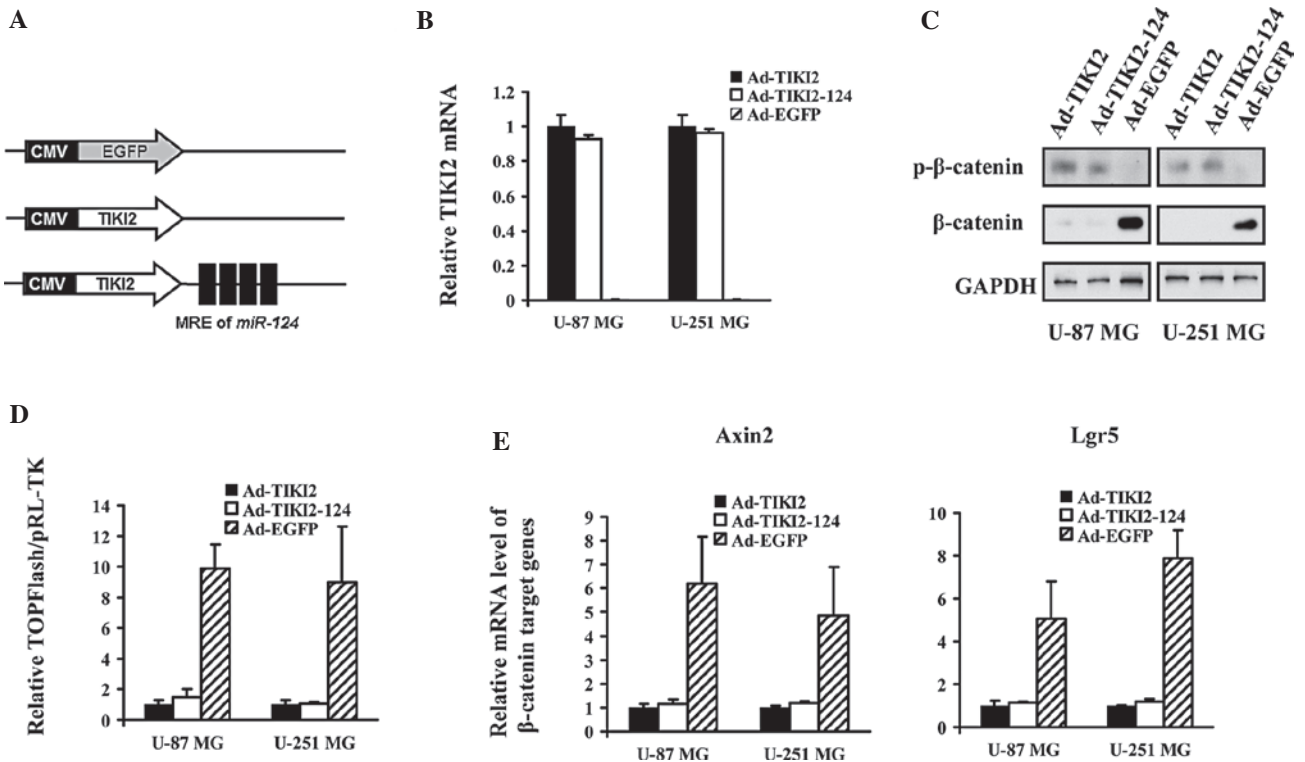 A
CMV EGFP
CMV TIKI2
CMV TIKI2
MRE of miR-124
B
Relative TIKI2 mRNA
Ad-TIKI2
Ad-TIKI2-124
Ad-EGFP
1.2
1
0.8
0.6
0.4
0.2
0
U-87 MG U-251 MG
C
Ad-TIKI2 Ad-TIKI2-124 Ad-EGFP Ad-TIKI2 Ad-TIKI2-124 Ad-EGFP
p-β-catenin
β-catenin
GAPDH
U-87 MG U-251 MG
D
Relative TOPFlash/pRL-TK
Ad-TIKI2
Ad-TIKI2-124
Ad-EGFP
14
12
10
8
6
4
2
0
U-87 MG U-251 MG
E
Axin2
Relative mRNA level of
β-catenin target genes
Ad-TIKI2
Ad-TIKI2-124
Ad-EGFP
9
8
7
6
5
4
3
2
1
0
U-87 MG U-251 MG
Lgr5
Ad-TIKI2
Ad-TIKI2-124
Ad-EGFP
10
8
6
4
2
0
U-87 MG U-251 MG